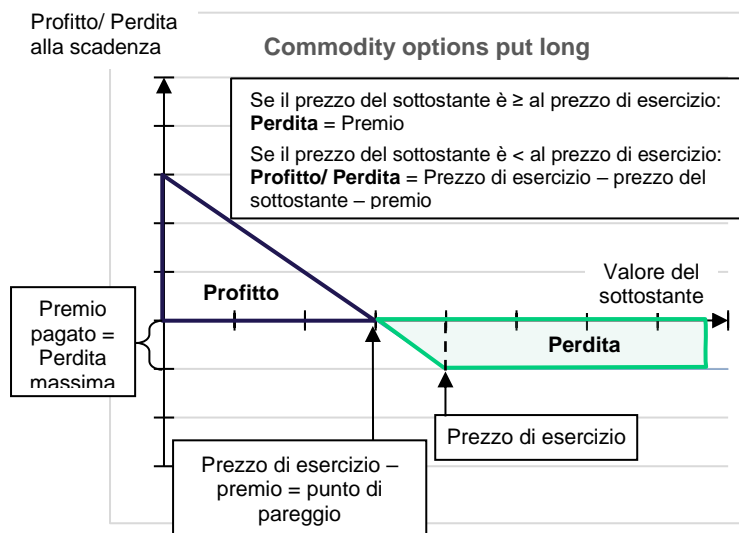 Profitto/ Perdita
alla scadenza
Commodity options put long
Se il prezzo del sottostante è ≥ al prezzo di esercizio:
Perdita = Premio
Se il prezzo del sottostante è < al prezzo di esercizio:
Profitto/ Perdita = Prezzo di esercizio – prezzo del
sottostante – premio
Valore del
sottostante
Profitto
Premio
pagato =
Perdita
massima
Perdita
Prezzo di esercizio
Prezzo di esercizio –
premio = punto di
pareggio